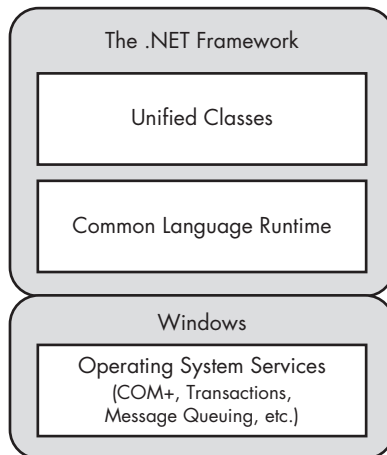 The .NET Framework
Unified Classes
Common Language Runtime
Windows
Operating System Services
(COM+, Transactions,
Message Queuing, etc.)